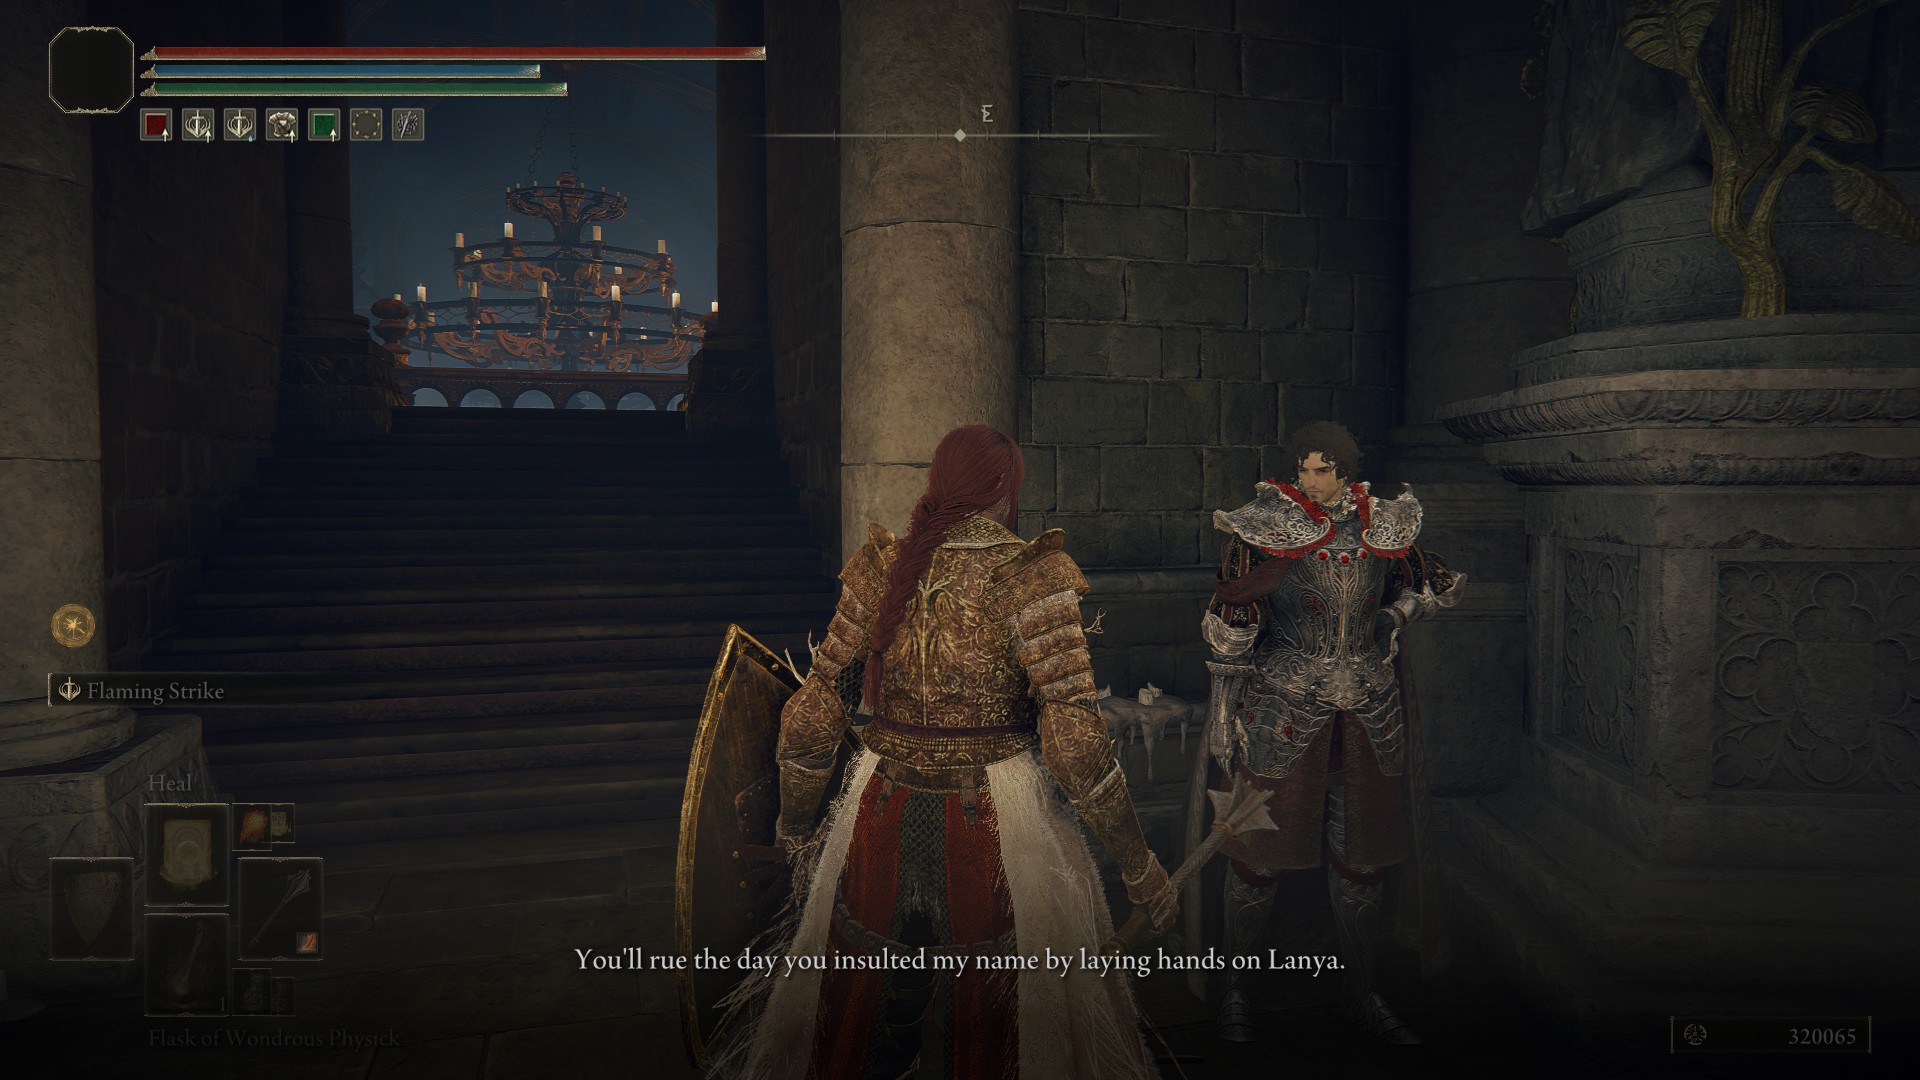 E
Flaming Strike
Heal
You'll rue the day you insulted my name by laying hands on Lanya.
1
Flask of Wondrous Physick
320065